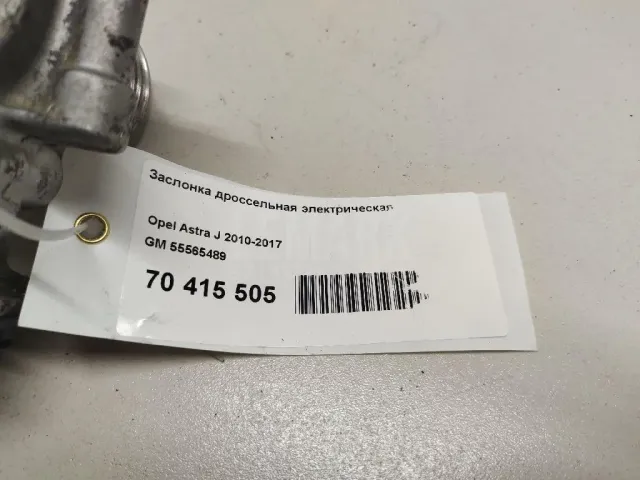 Заслонка дроссельная электрическая
Opel Astra J 2010-2017
GM 55565489
70 415 505